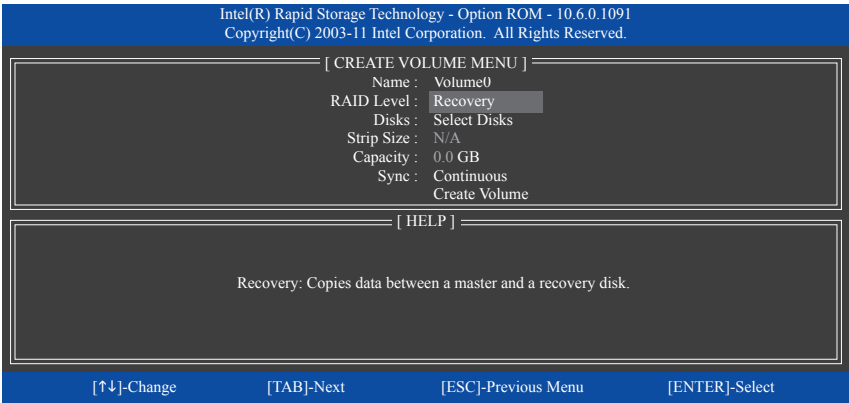 Intel(R) Rapid Storage Technology - Option ROM - 10.6.0.1091
Copyright(C) 2003-11 Intel Corporation. All Rights Reserved.
[ CREATE VOLUME MENU ]
Name : Volume0
RAID Level : Recovery
Disks : Select Disks
Strip Size : N/A
Capacity : 0.0 GB
Sync : Continuous
Create Volume
[ HELP ]
Recovery: Copies data between a master and a recovery disk.
[↑↓]-Change [TAB]-Next [ESC]-Previous Menu [ENTER]-Select